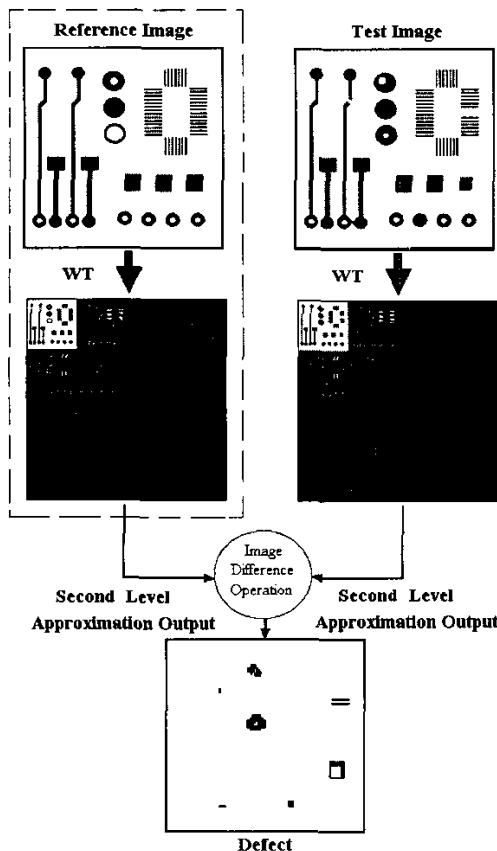 Reference Image
Test Image
WT
WT
Image
Difference
Operation
Second Level
Approximation Output
Second Level
Approximation Output
Defect